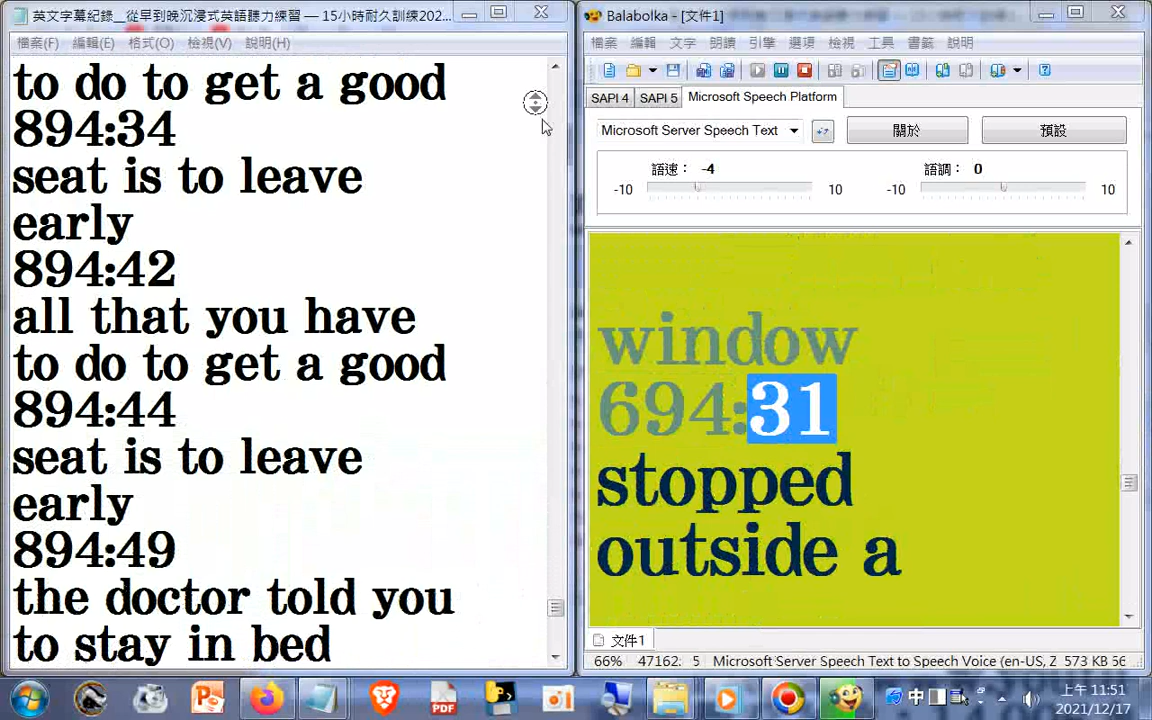 英文字幕紀錄__從早到晚沉浸式英語聽力練習 — 15小時耐久訓練202...
檔案(F) 編輯(E) 格式(O) 檢視(V) 說明(H)
to do to get a good
894:34
seat is to leave
early
894:42
all that you have
to do to get a good
894:44
seat is to leave
early
894:49
the doctor told you
to stay in bed
Balabolka - [文件1]
檔案 編輯 文字 朗讀 引擎 選項 檢視 工具 書籤 說明
SAPI 4 SAPI 5 Microsoft Speech Platform
Microsoft Server Speech Text 關於 預設
語速： -4 語調： 0
-10 10 -10 10
window
694:31
stopped
outside a
文件1
66% 47162: 5 Microsoft Server Speech Text to Speech Voice (en-US, Z 573 KB 56
中
PDF
上午 11:51
2021/12/17